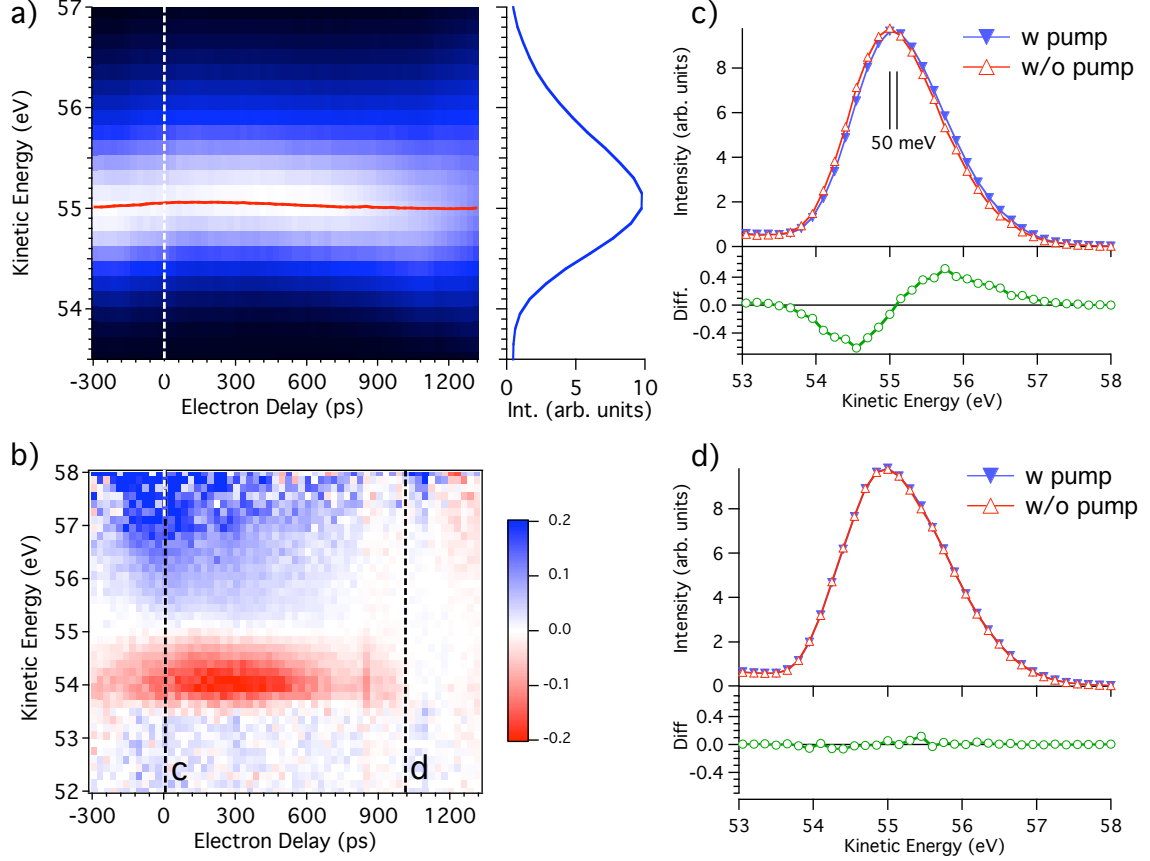 a)
57
56
55
54
Kinetic Energy (eV)
-300 0 300 600 900 1200
Electron Delay (ps)
0 5 10
Int. (arb. units)
b)
58
57
56
55
54
53
52
Kinetic Energy (eV)
c
d
-300 0 300 600 900 1200
Electron Delay (ps)
0.2
0.1
0.0
-0.1
-0.2
c)
w pump
w/o pump
8
6
4
2
0
Intensity (arb. units)
50 meV
0.4
0.0
-0.4
Diff.
53 54 55 56 57 58
Kinetic Energy (eV)
d)
w pump
w/o pump
8
6
4
2
0
Intensity (arb. units)
0.4
0.0
-0.4
Diff
53 54 55 56 57 58
Kinetic Energy (eV)